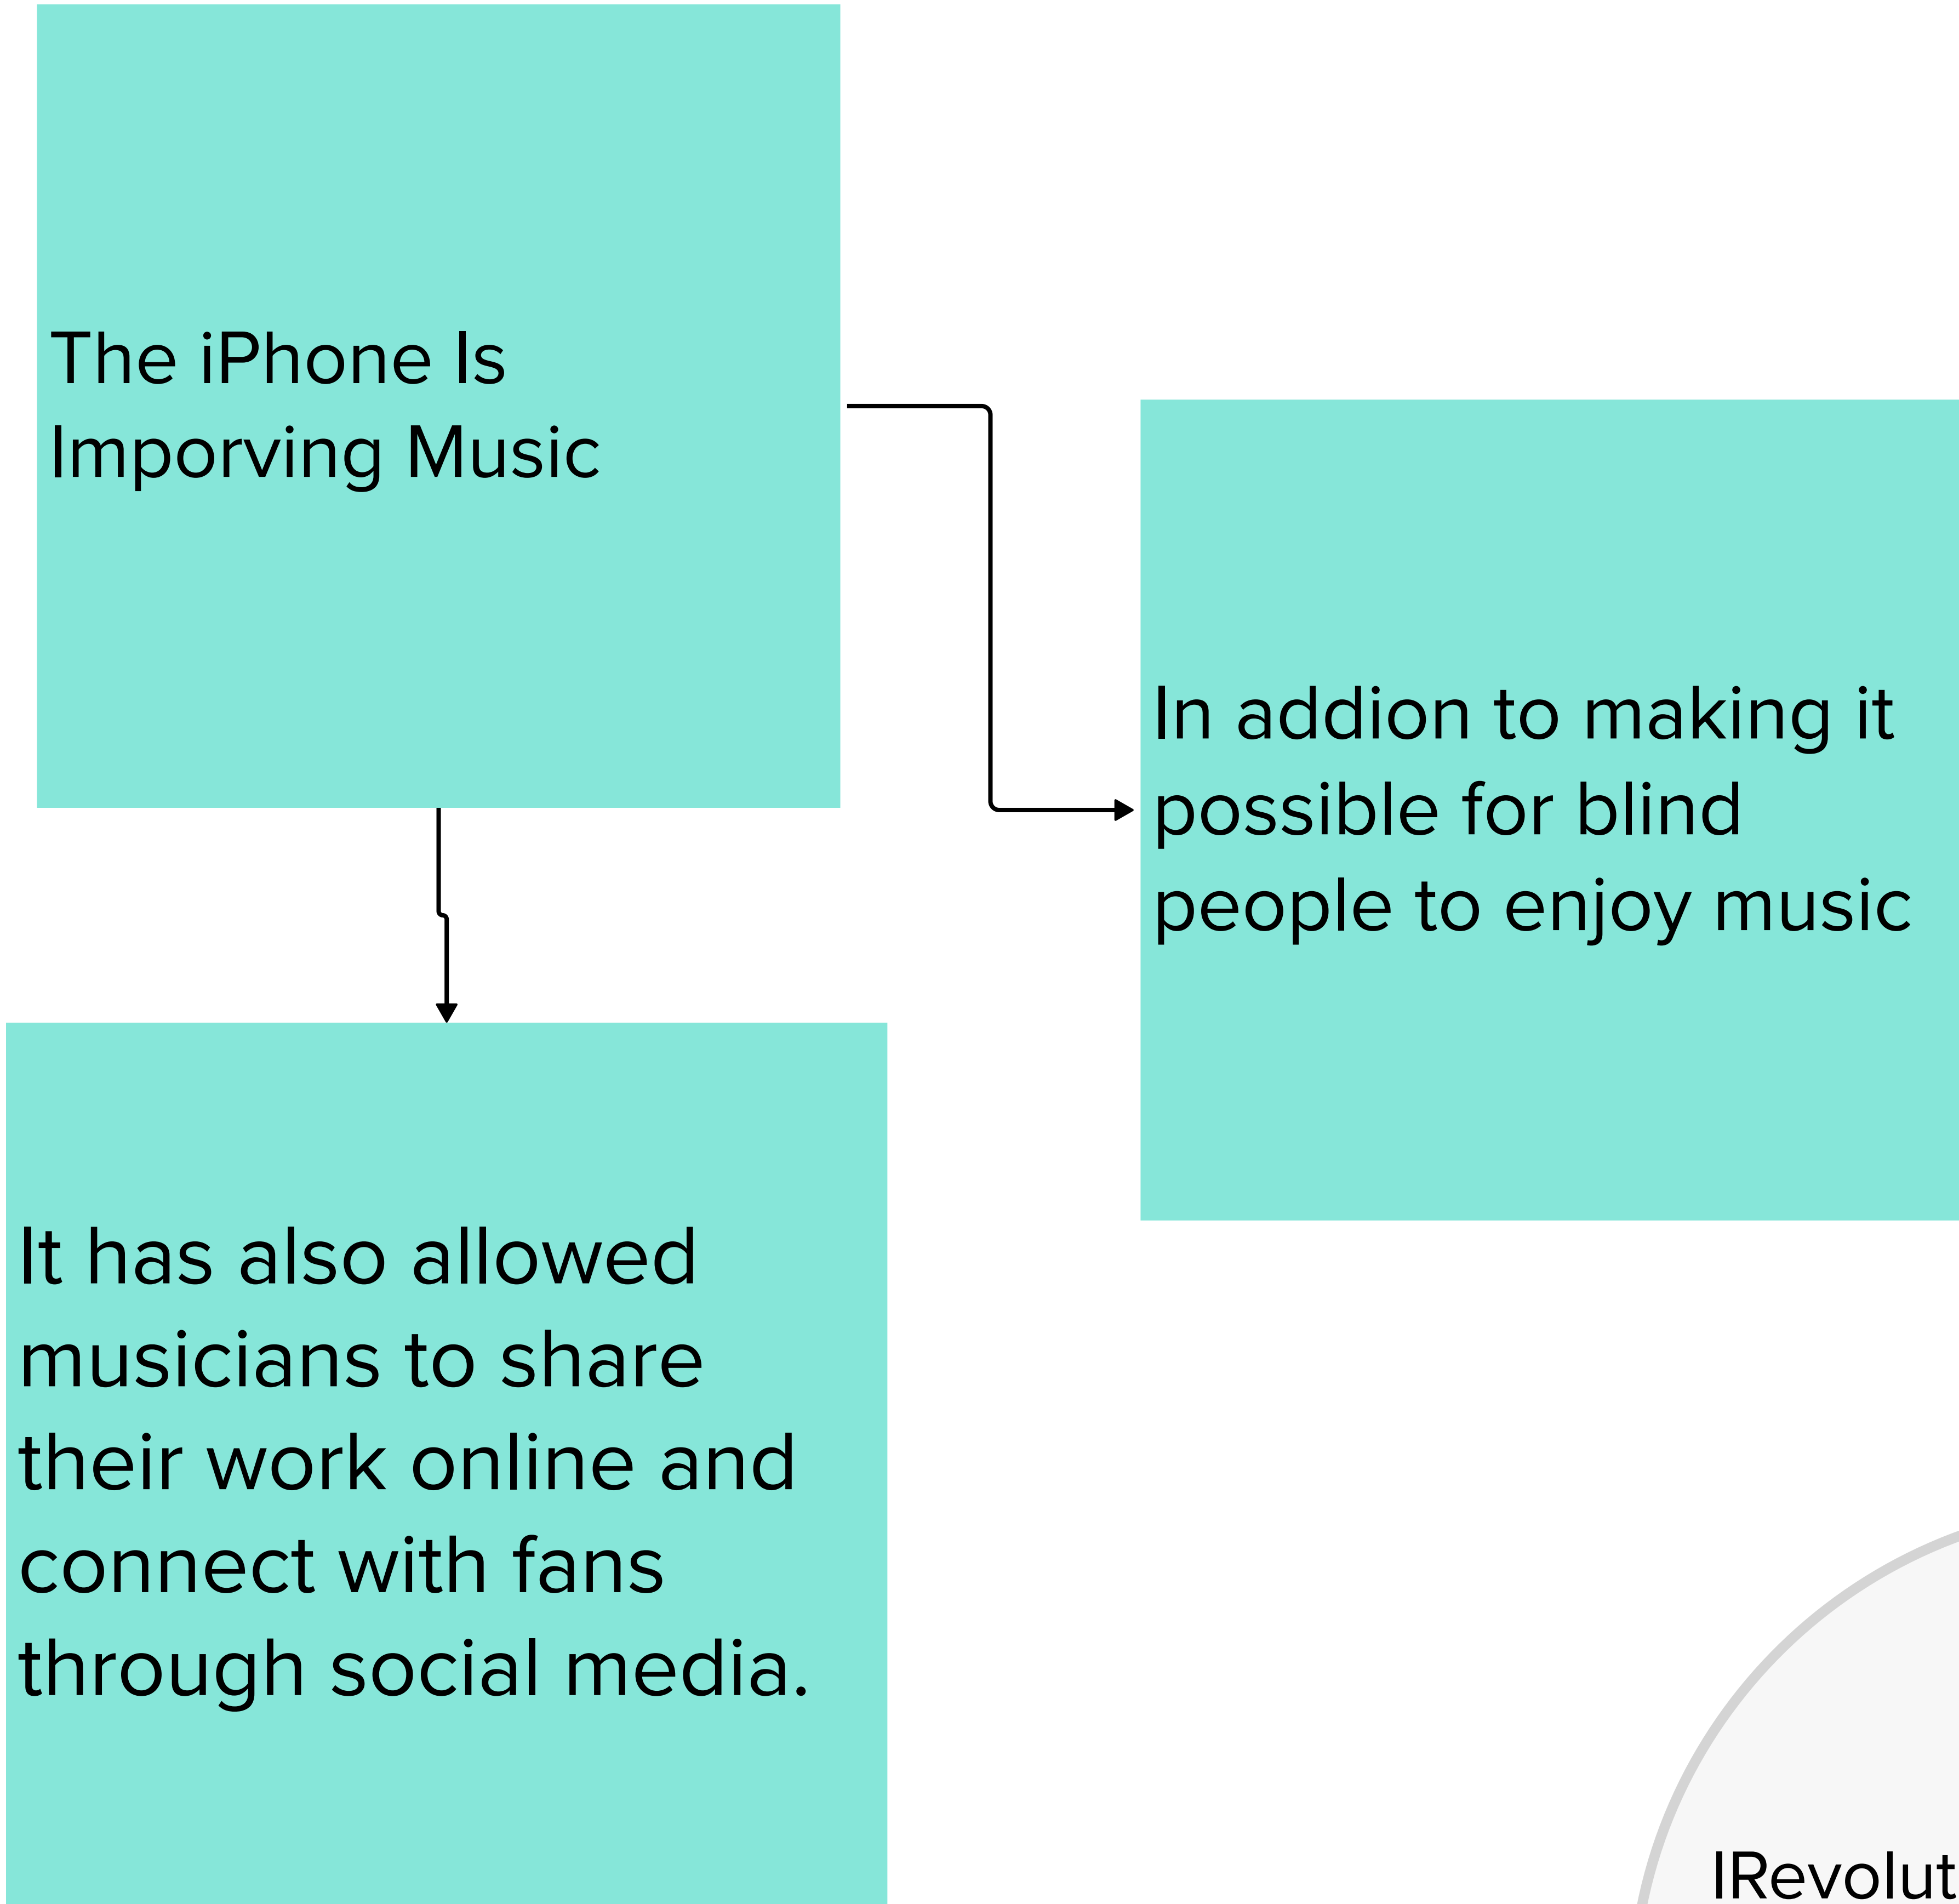 The iPhone Is
Imporving Music
In addion to making it
possible for blind
people to enjoy music
It has also allowed
musicians to share
their work online and
connect with fans
through social media.
IRevolut